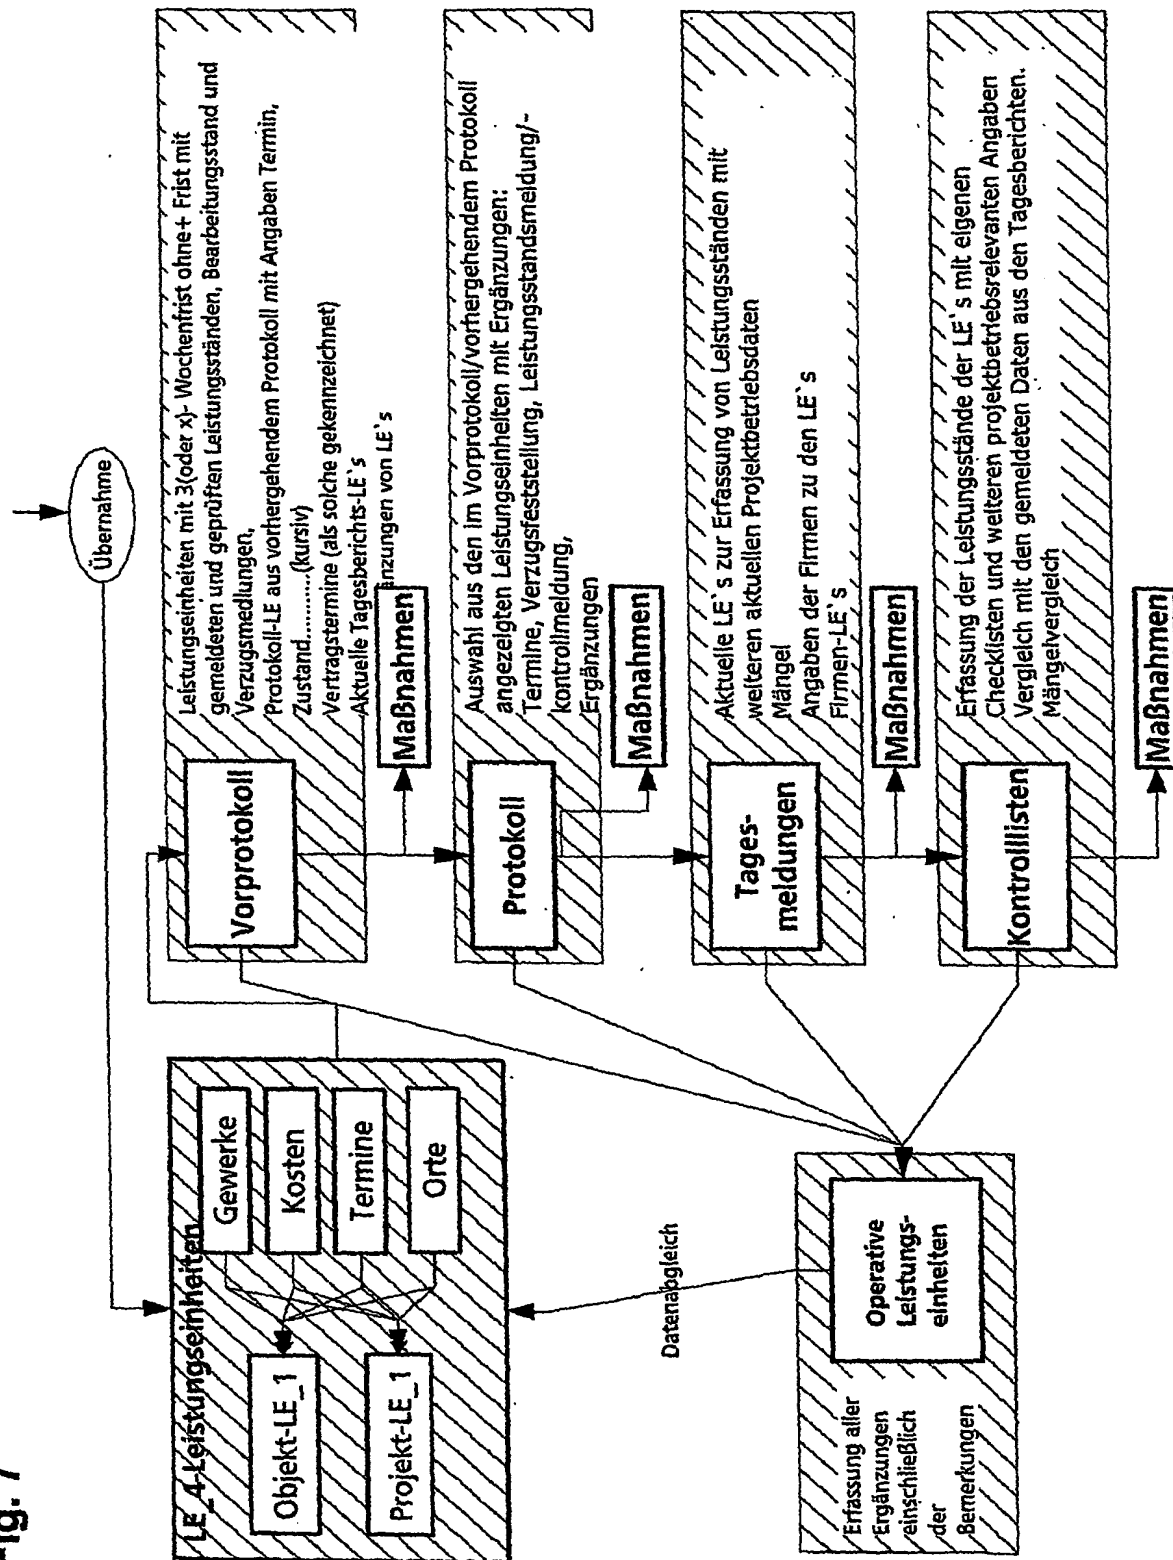 Fig. 7
Übernahme
LE_4-Leistungseinheiten
Gewerke
Kosten
Termine
Orte
Objekt-LE_1
Projekt-LE_1
Vorprotokoll
Leistungseinheiten mit 3(oder x)- Wochenfrist ohne+ Frist mit
gemeldeten und geprüften Leistungsständen, Bearbeitungsstand und
Verzugsmedlungen,
Protokoll-LE aus vorhergehendem Protokoll mit Angaben Termin,
Zustand............(kursiv)
Vertragstermine (als solche gekennzeichnet)
Aktuelle Tagesberichts-LE`s
änzungen von LE`s
Maßnahmen
Protokoll
Auswahl aus den im Vorprotokoll/vorhergehendem Protokoll
angezeigten Leistungseinheiten mit Ergänzungen:
Termine, Verzugsfeststellung, Leistungsstandsmeldung/-
kontrollmeldung,
Ergänzungen
Maßnahmen
Tages-
meldungen
Aktuelle LE`s zur Erfassung von Leistungsständen mit
weiteren aktuellen Projektbetriebsdaten
Mängel
Angaben der Firmen zu den LE`s
Firmen-LE`s
Maßnahmen
Kontrolllisten
Erfassung der Leistungsstände der LE`s mit eigenen
Checklisten und weiteren projektbetriebsrelevanten Angaben
Vergleich mit den gemeldeten Daten aus den Tagesberichten.
Mängelvergleich
Maßnahmen
Datenabgleich
Operative
Leistungs-
einheiten
Erfassung aller
Ergänzungen
einschließlich
der
Bemerkungen